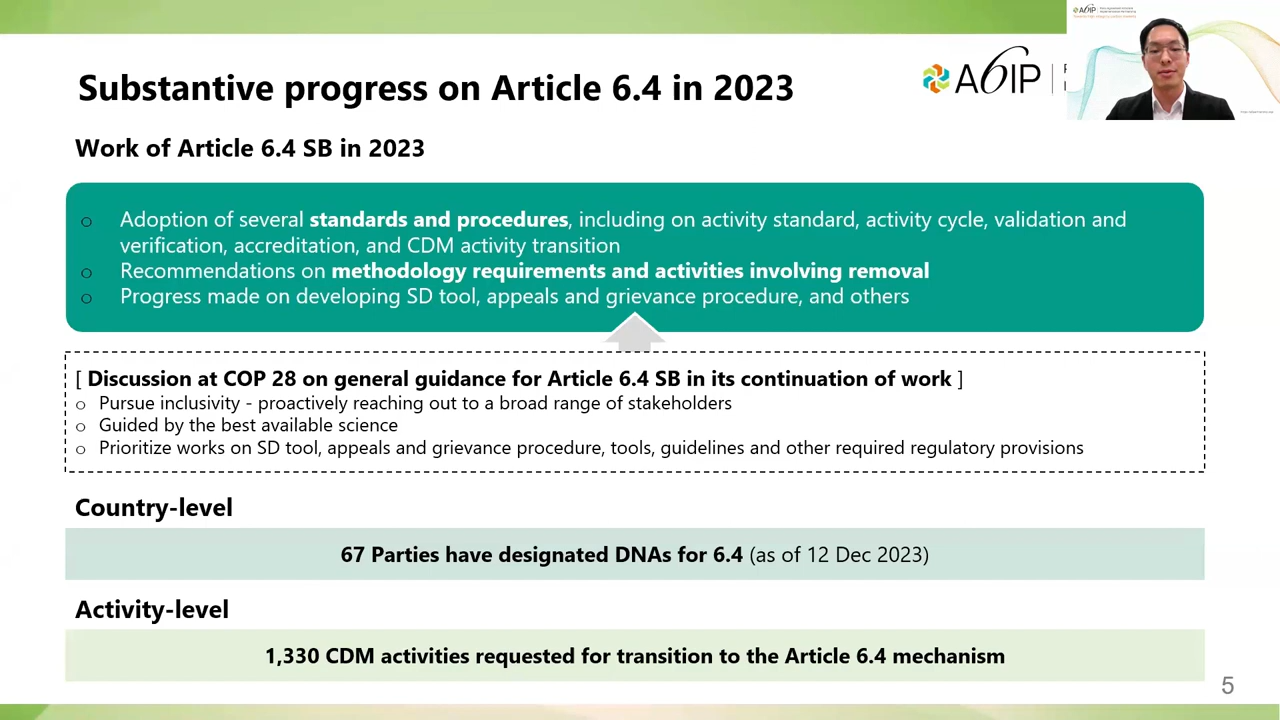 Substantive progress on Article 6.4 in 2023
A6IP
A6IP
Work of Article 6.4 SB in 2023
o Adoption of several standards and procedures, including on activity standard, activity cycle, validation and
verification, accreditation, and CDM activity transition
o Recommendations on methodology requirements and activities involving removal
o Progress made on developing SD tool, appeals and grievance procedure, and others
[ Discussion at COP 28 on general guidance for Article 6.4 SB in its continuation of work ]
o Pursue inclusivity - proactively reaching out to a broad range of stakeholders
o Guided by the best available science
o Prioritize works on SD tool, appeals and grievance procedure, tools, guidelines and other required regulatory provisions
Country-level
67 Parties have designated DNAs for 6.4 (as of 12 Dec 2023)
Activity-level
1,330 CDM activities requested for transition to the Article 6.4 mechanism
5